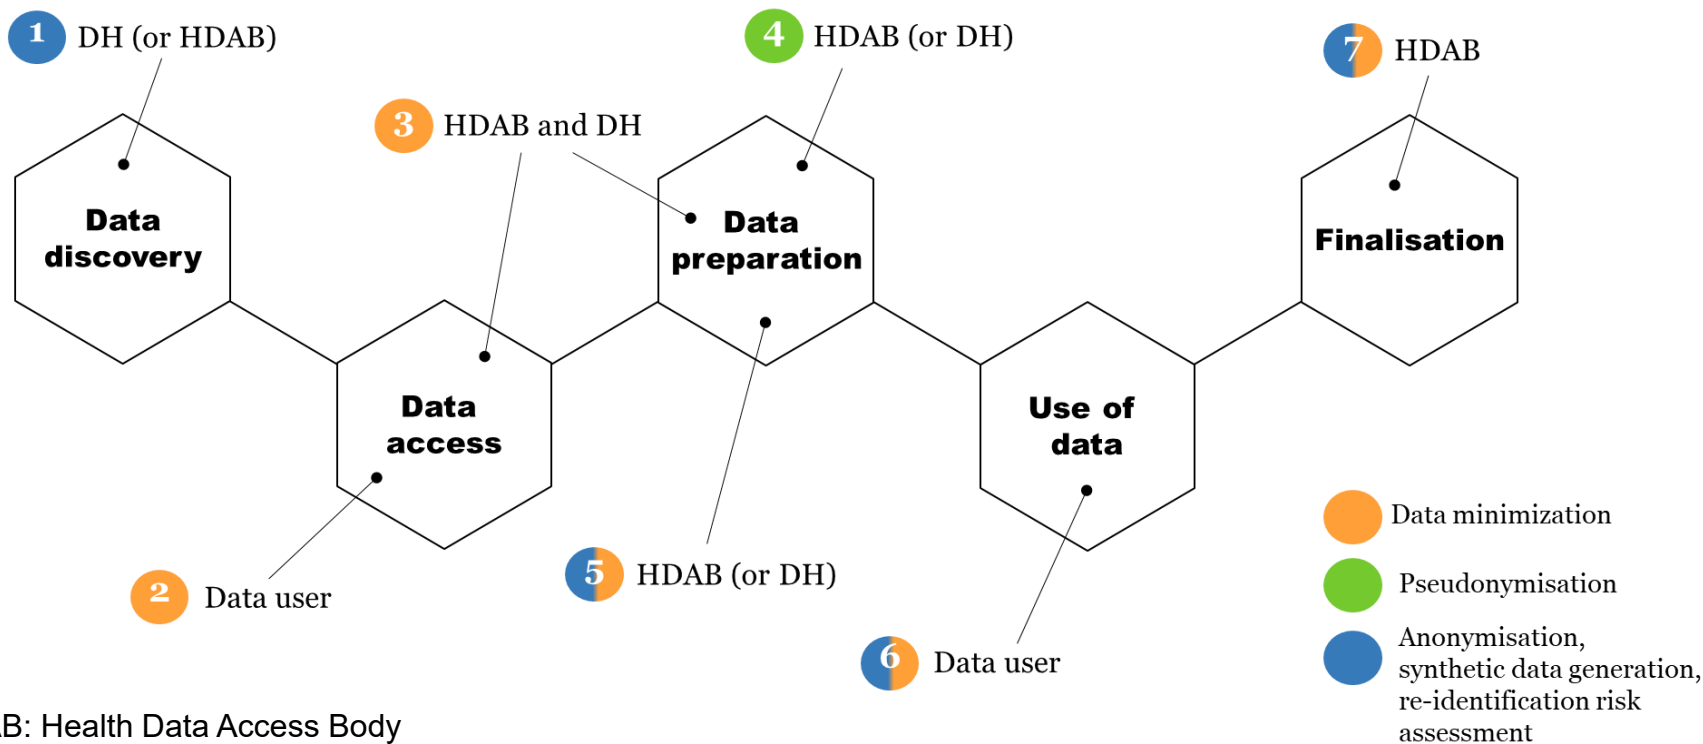 1 DH (or HDAB)
4 HDAB (or DH)
7 HDAB
3 HDAB and DH
Data
discovery
Data
preparation
Finalisation
Data
access
Use of
data
2 Data user
5 HDAB (or DH)
6 Data user
Data minimization
Pseudonymisation
Anonymisation,
synthetic data generation,
re-identification risk
assessment
AB: Health Data Access Body